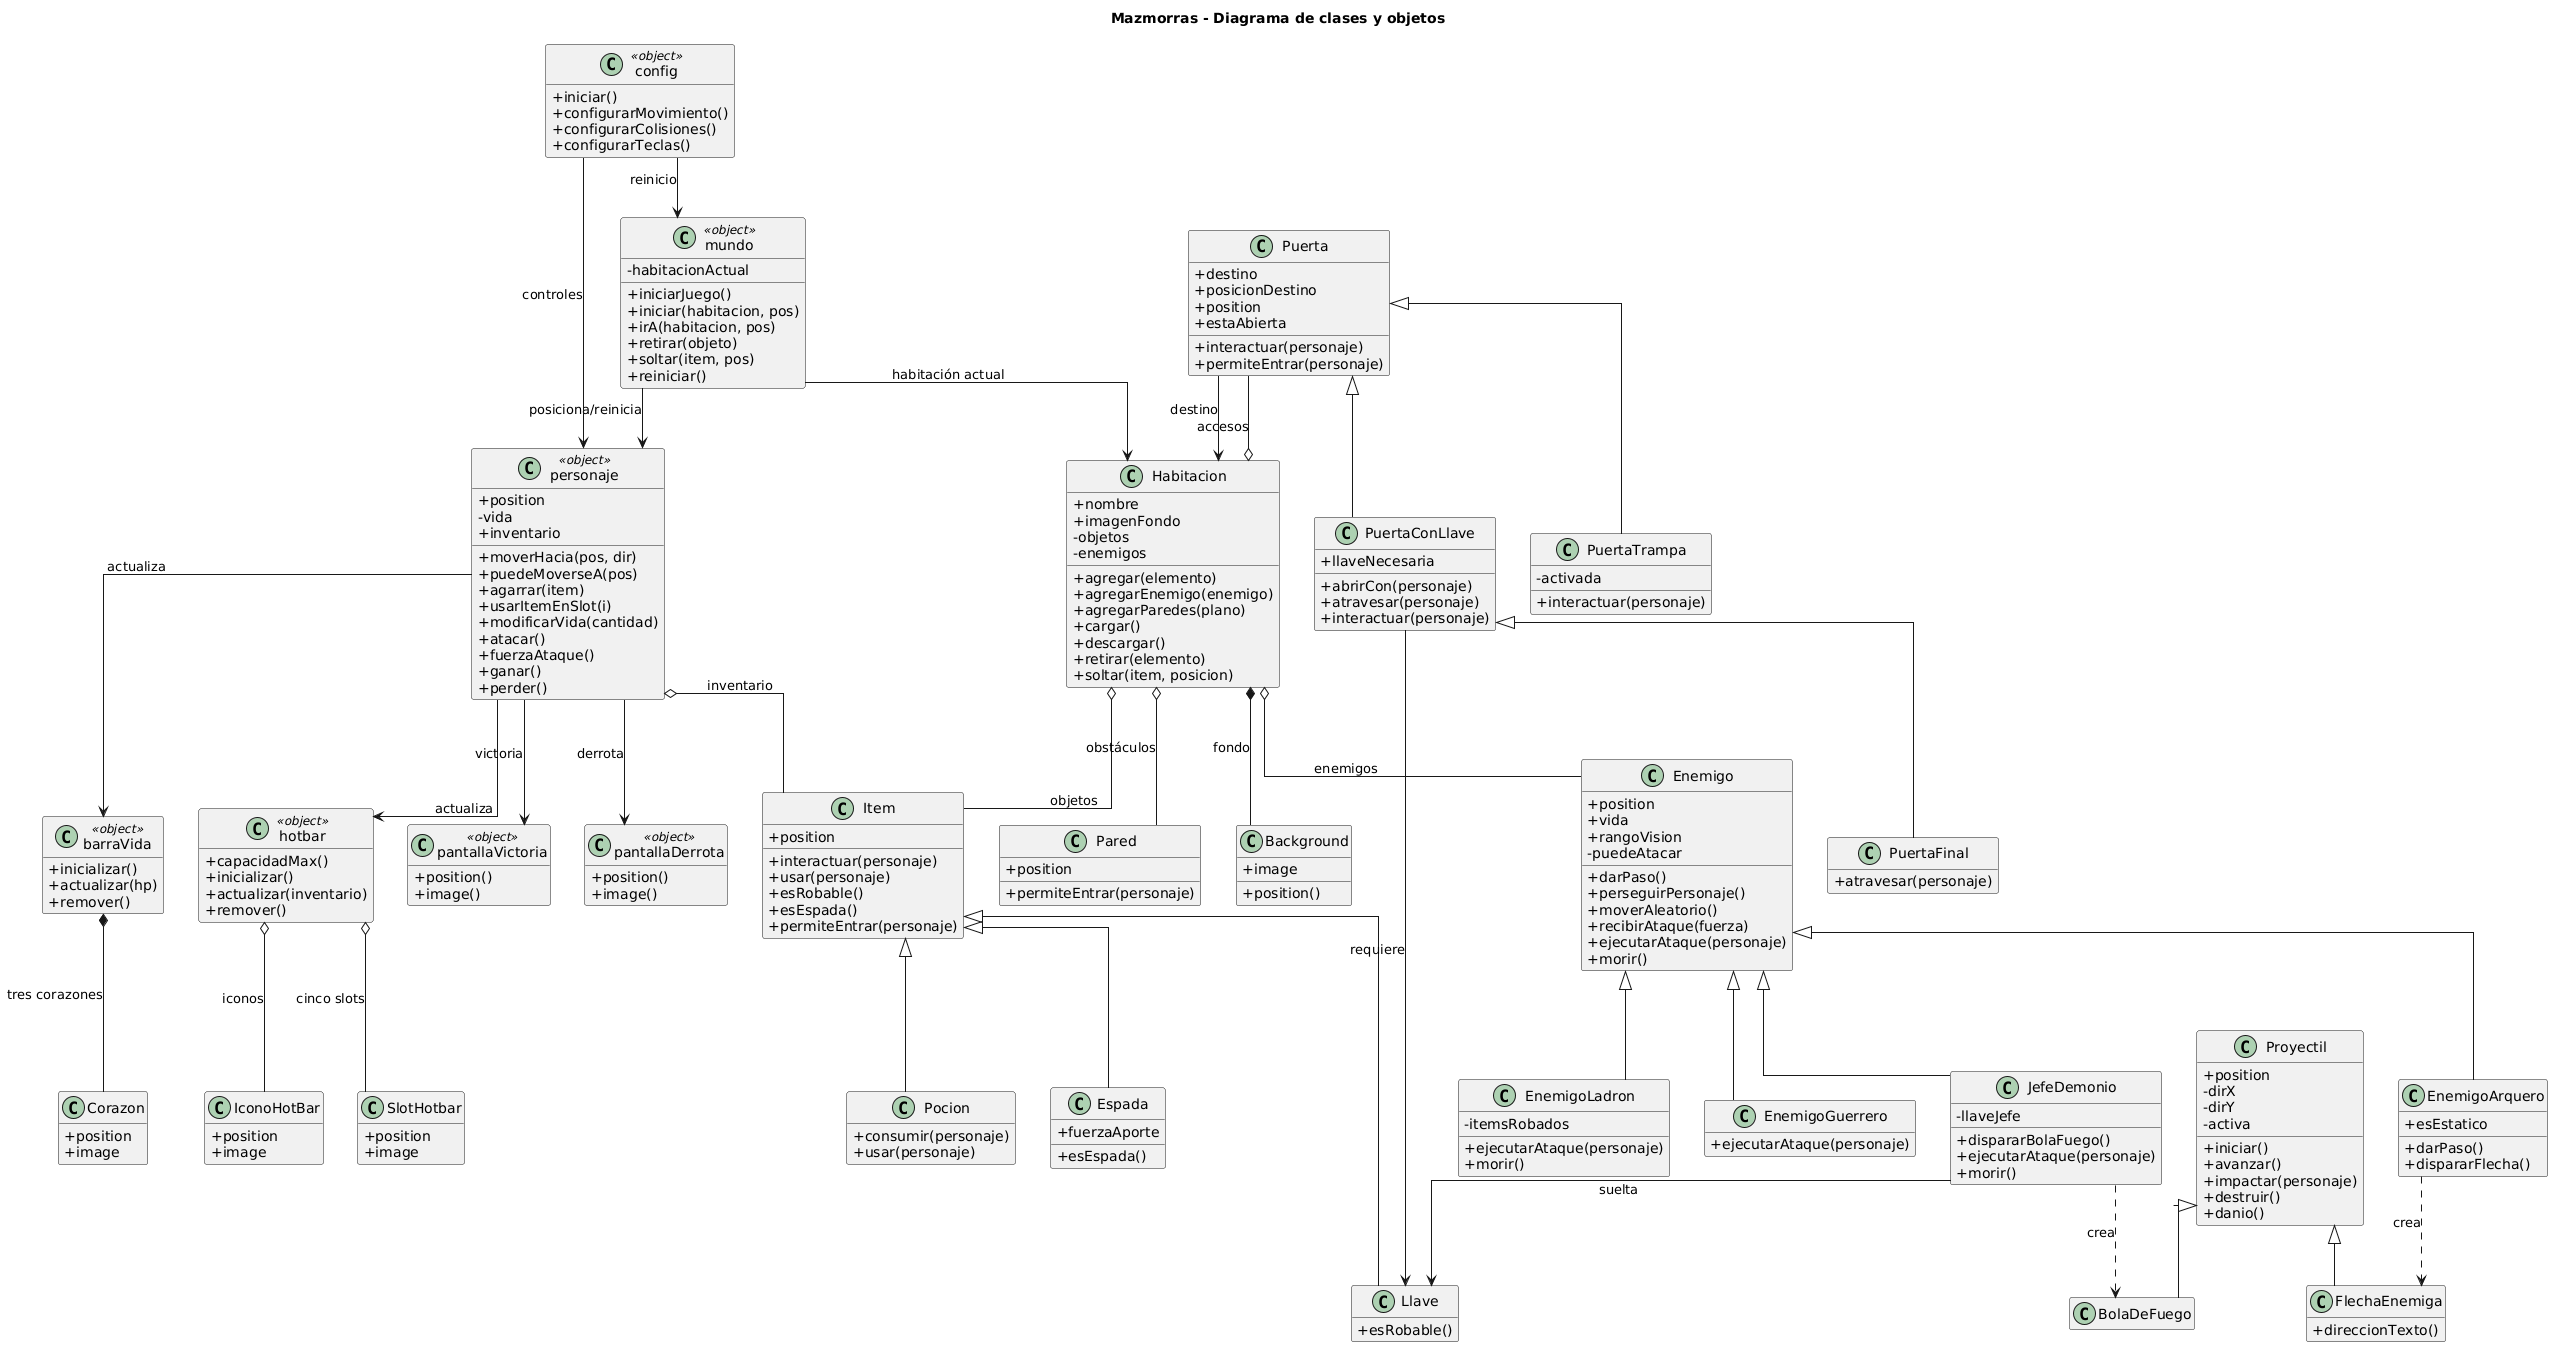 Mazmorras - Diagrama de clases y objetos
C
«object»
config
+iniciar()
+configurarMovimiento()
+configurarColisiones()
+configurarTeclas()
reinicio
controles
C
«object»
mundo
-habitacionActual
+iniciarJuego()
+iniciar(habitacion, pos)
+irA(habitacion, pos)
+retirar(objeto)
+soltar(item, pos)
+reiniciar()
habitación actual
posiciona/reinicia
C Puerta
+destino
+posicionDestino
+position
+estaAbierta
+interactuar(personaje)
+permiteEntrar(personaje)
destino
accesos
C
«object»
personaje
+position
-vida
+inventario
+moverHacia(pos, dir)
+puedeMoverseA(pos)
+agarrar(item)
+usarItemEnSlot(i)
+modificarVida(cantidad)
+atacar()
+fuerzaAtaque()
+ganar()
+perder()
actualiza
inventario
victoria
derrota
actualiza
C Habitacion
+nombre
+imagenFondo
-objetos
-enemigos
+agregar(elemento)
+agregarEnemigo(enemigo)
+agregarParedes(plano)
+cargar()
+descargar()
+retirar(elemento)
+soltar(item, posicion)
obstáculos
fondo
enemigos
objetos
C PuertaConLlave
+llaveNecesaria
+abrirCon(personaje)
+atravesar(personaje)
+interactuar(personaje)
C PuertaTrampa
-activada
+interactuar(personaje)
C
«object»
barraVida
+inicializar()
+actualizar(hp)
+remover()
C
«object»
hotbar
+capacidadMax()
+inicializar()
+actualizar(inventario)
+remover()
C
«object»
pantallaVictoria
+position()
+image()
C
«object»
pantallaDerrota
+position()
+image()
C Item
+position
+interactuar(personaje)
+usar(personaje)
+esRobable()
+esEspada()
+permiteEntrar(personaje)
C Pared
+position
+permiteEntrar(personaje)
C Background
+image
+position()
C Enemigo
+position
+vida
+rangoVision
-puedeAtacar
+darPaso()
+perseguirPersonaje()
+moverAleatorio()
+recibirAtaque(fuerza)
+ejecutarAtaque(personaje)
+morir()
C PuertaFinal
+atravesar(personaje)
requiere
tres corazones
iconos
cinco slots
C Corazon
+position
+image
C IconoHotBar
+position
+image
C SlotHotbar
+position
+image
C Pocion
+consumir(personaje)
+usar(personaje)
C Espada
+fuerzaAporte
+esEspada()
C EnemigoLadron
-itemsRobados
+ejecutarAtaque(personaje)
+morir()
C EnemigoGuerrero
+ejecutarAtaque(personaje)
C JefeDemonio
-llaveJefe
+dispararBolaFuego()
+ejecutarAtaque(personaje)
+morir()
C Proyectil
+position
-dirX
-dirY
-activa
+iniciar()
+avanzar()
+impactar(personaje)
+destruir()
+danio()
C EnemigoArquero
+esEstatico
+darPaso()
+dispararFlecha()
suelta
crea
crea
C Llave
+esRobable()
C BolaDeFuego
C FlechaEnemiga
+direccionTexto()